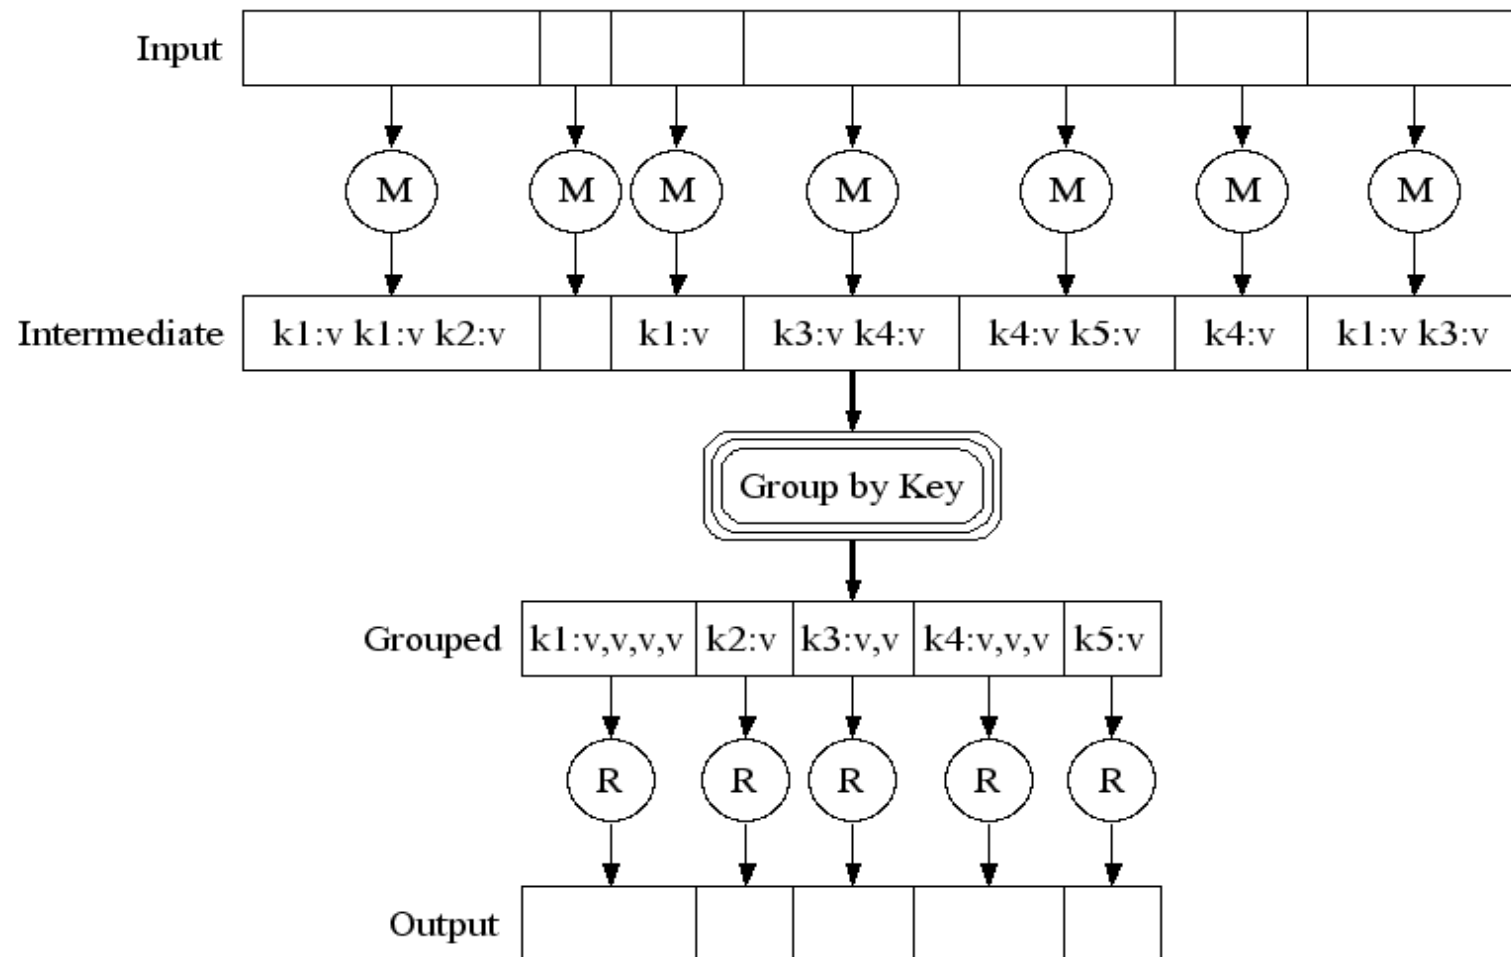 Input
M M M M M M M
Intermediate k1:v k1:v k2:v k1:v k3:v k4:v k4:v k5:v k4:v k1:v k3:v
Group by Key
Grouped k1:v,v,v,v k2:v k3:v,v k4:v,v,v k5:v
R R R R R
Output